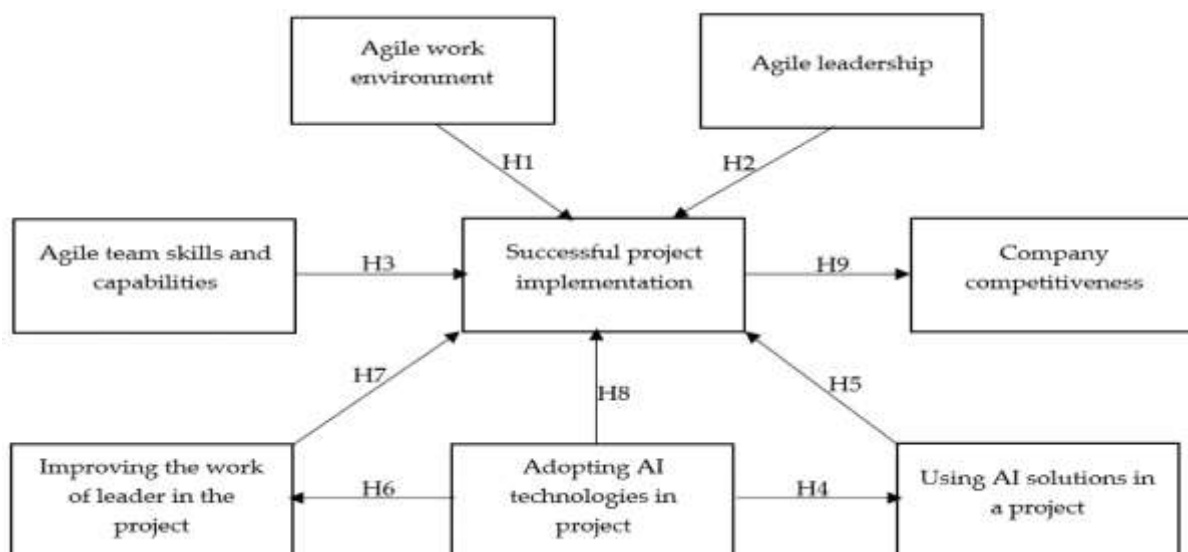 Agile work
environment
Agile leadership
H1
H2
Agile team skills and
capabilities
H3
Successful project
implementation
H9
Company
competitiveness
H7
H8
H5
Improving the work
of leader in the
project
H6
Adopting AI
technologies in
project
H4
Using AI solutions in
a project